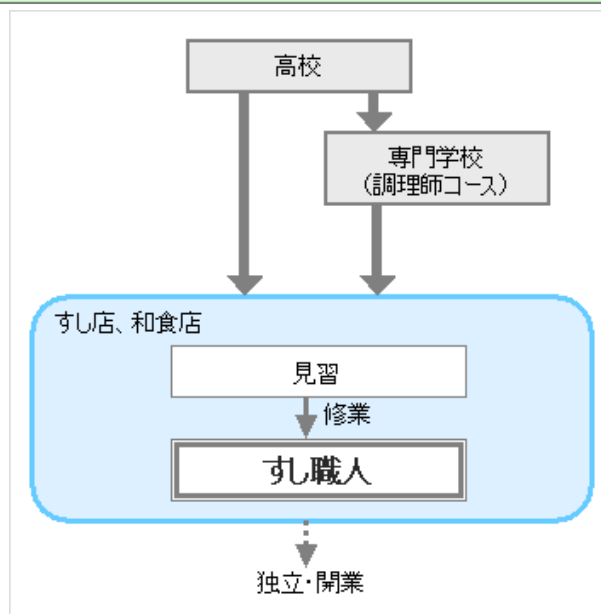 高校
専門学校
（調理師コース）
すし店、和食店
見習
修業
すし職人
独立・開業